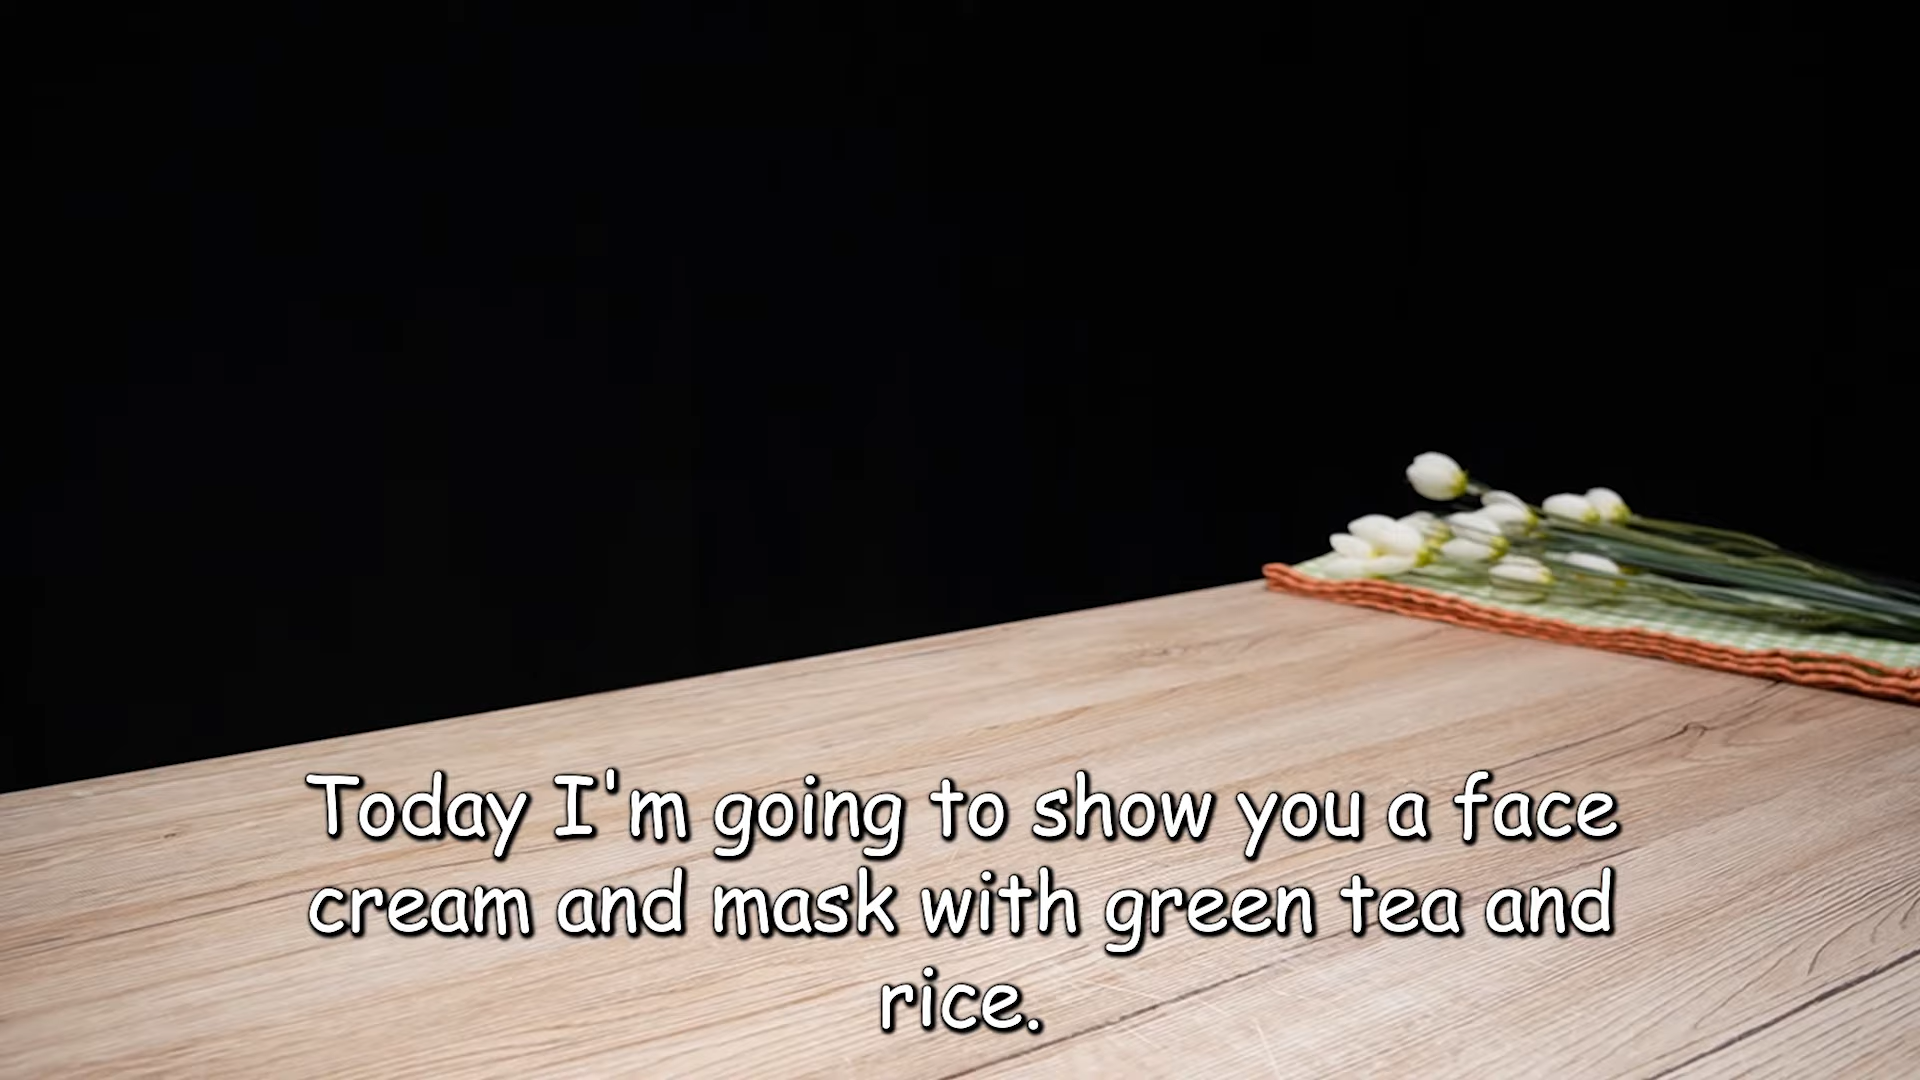 Today I'm going to show you a face
cream and mask with green tea and
rice.